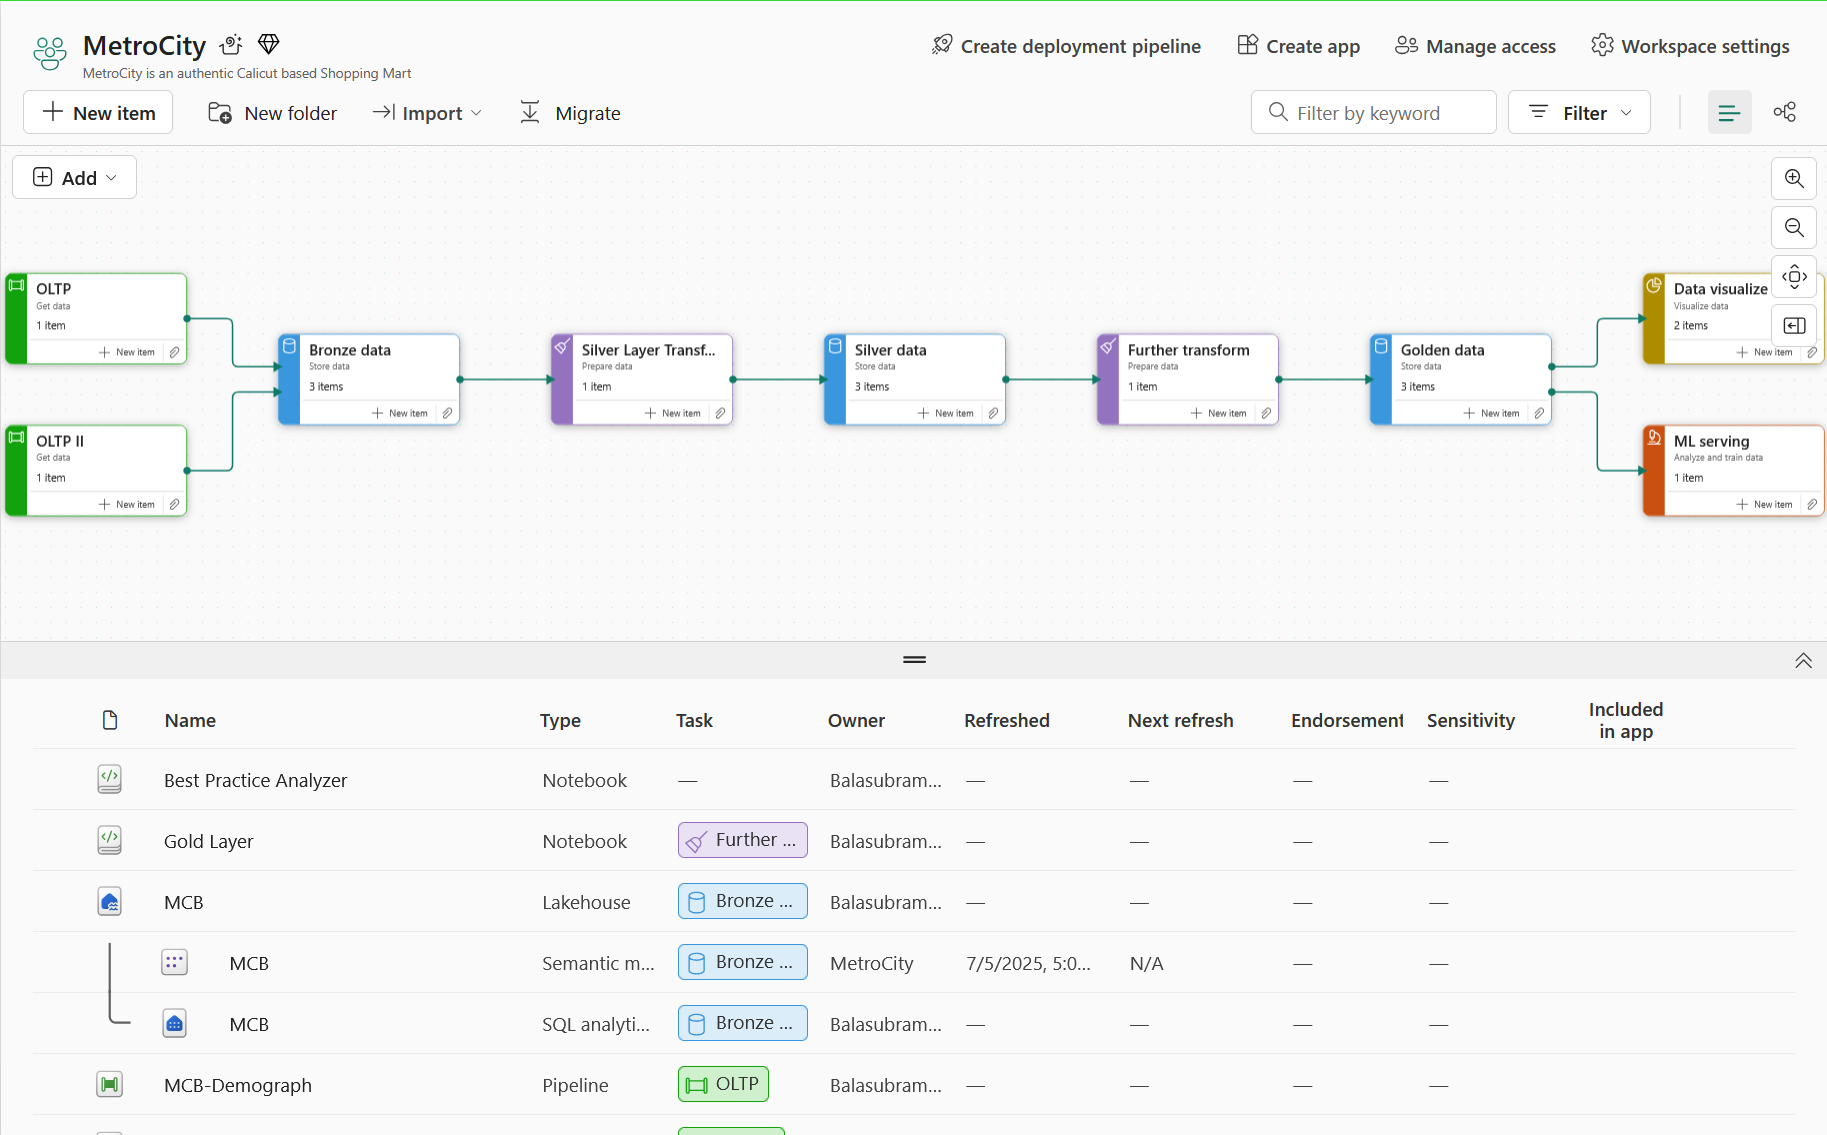 MetroCity
MetroCity is an authentic Calicut based Shopping Mart
Create deployment pipeline
Create app
Manage access
Workspace settings
New item
New folder
Import
Migrate
Filter by keyword
Filter
Add
OLTP
Get data
1 item
New item
OLTP II
Get data
1 item
New item
Bronze data
Store data
3 items
New item
Silver Layer Transf...
Prepare data
1 item
New item
Silver data
Store data
3 items
New item
Further transform
Prepare data
1 item
New item
Golden data
Store data
3 items
New item
Data visualize
Visualize data
2 items
New item
ML serving
Analyze and train data
1 item
New item
Name Type Task Owner Refreshed Next refresh Endorsement Sensitivity Included
in app
Best Practice Analyzer Notebook — Balasubram... — — — —
Gold Layer Notebook Further ... Balasubram... — — — —
MCB Lakehouse Bronze ... Balasubram... — — — —
MCB Semantic m... Bronze ... MetroCity 7/5/2025, 5:0... N/A — —
MCB SQL analyti... Bronze ... Balasubram... — — — —
MCB-Demograph Pipeline OLTP Balasubram... — — — —